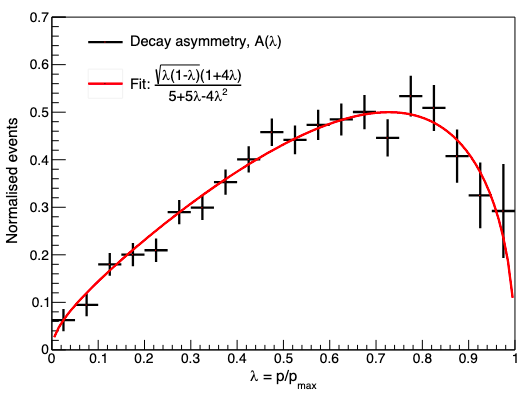 0.7
0.6
0.5
0.4
0.3
0.2
0.1
0
Normalised events
Decay asymmetry, A(λ)
Fit: √λ(1-λ)(1+4λ)
5+5λ-4λ²
0 0.1 0.2 0.3 0.4 0.5 0.6 0.7 0.8 0.9 1
λ = p/pmax